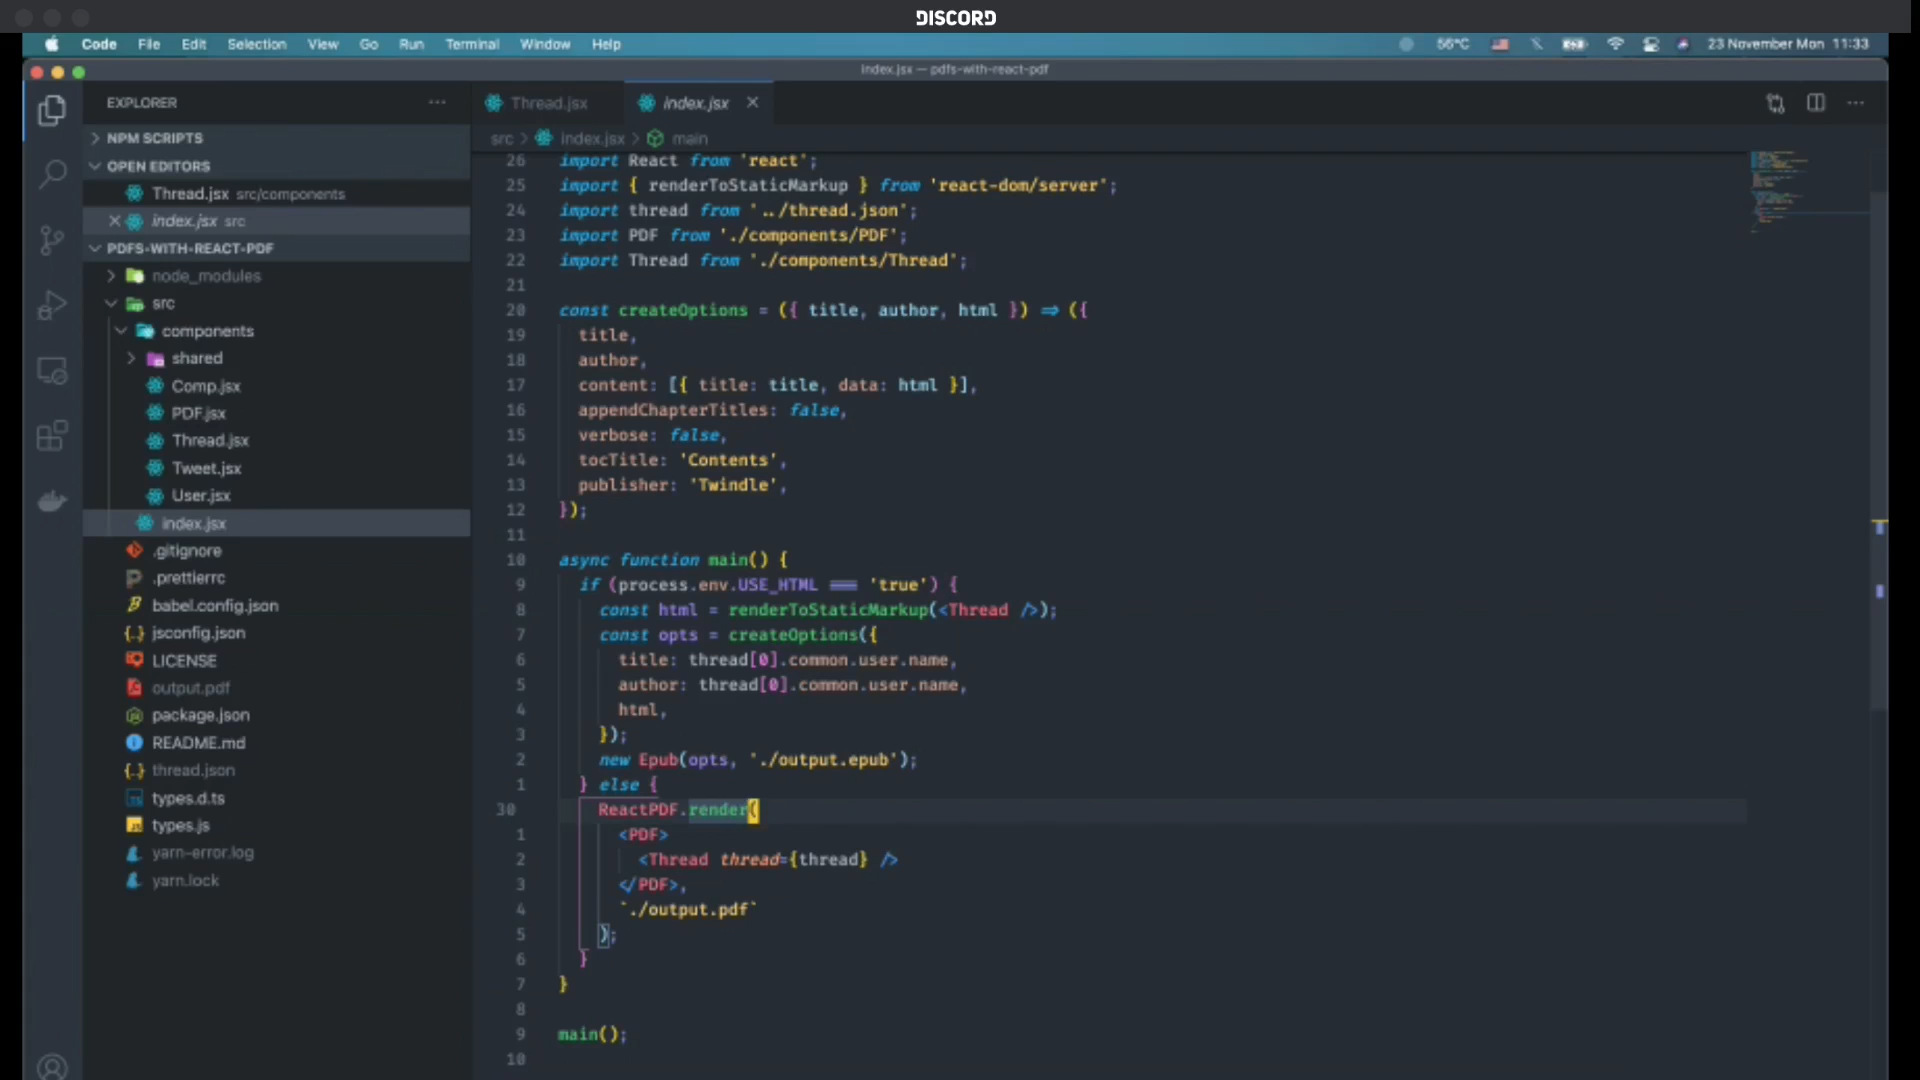 DISCORD
Code File Edit Selection View Go Run Terminal Window Help
56°C
23 November Mon 11:33
index.jsx — pdfs-with-react-pdf
EXPLORER
NPM SCRIPTS
OPEN EDITORS
Thread.jsx src/components
index.jsx src
PDFS-WITH-REACT-PDF
node_modules
src
components
shared
Comp.jsx
PDF.jsx
Thread.jsx
Tweet.jsx
User.jsx
index.jsx
.gitignore
.prettierrc
babel.config.json
jsconfig.json
LICENSE
output.pdf
package.json
README.md
thread.json
types.d.ts
types.js
yarn-error.log
yarn.lock
Thread.jsx
index.jsx
src > index.jsx > main
26 import React from 'react';
25 import { renderToStaticMarkup } from 'react-dom/server';
24 import thread from '../thread.json';
23 import PDF from './components/PDF';
22 import Thread from './components/Thread';
21
20 const createOptions = ({ title, author, html }) => ({
19 title,
18 author,
17 content: [{ title: title, data: html }],
16 appendChapterTitles: false,
15 verbose: false,
14 tocTitle: 'Contents',
13 publisher: 'Twindle',
12 });
11
10 async function main() {
9 if (process.env.USE_HTML === 'true') {
8 const html = renderToStaticMarkup(<Thread />);
7 const opts = createOptions({
6 title: thread[0].common.user.name,
5 author: thread[0].common.user.name,
4 html,
3 });
2 new Epub(opts, './output.epub');
1 } else {
30 ReactPDF.render(
1 <PDF>
2 <Thread thread={thread} />
3 </PDF>,
4 `./output.pdf`
5 );
6 }
7 }
8
9 main();
10